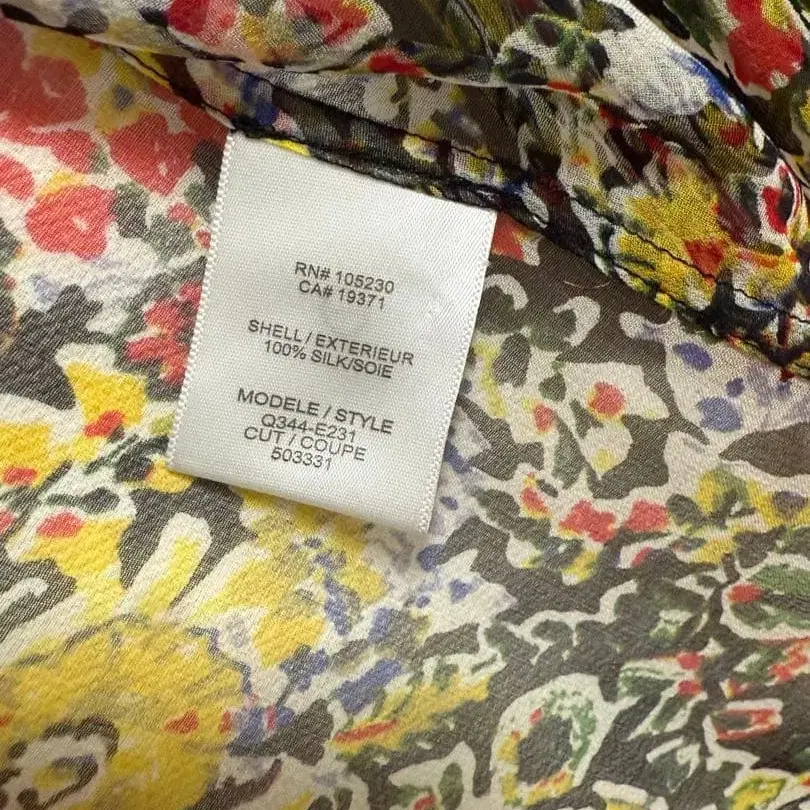 RN# 105230
CA# 19371
SHELL / EXTERIEUR
100% SILK/SOIE
MODELE / STYLE
Q344-E231
CUT / COUPE
503331